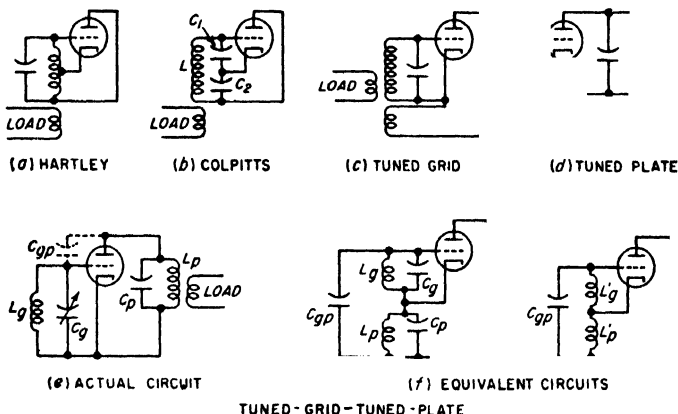 C1
L
C2
LOAD
LOAD
LOAD
(a) HARTLEY
(b) COLPITTS
(c) TUNED GRID
(d) TUNED PLATE
Cgp
Lg
Cg
Cp
Lp
LOAD
Cgp
Lg
Cg
Lp
Cp
Cgp
L'g
L'p
(e) ACTUAL CIRCUIT
(f) EQUIVALENT CIRCUITS
TUNED-GRID-TUNED-PLATE